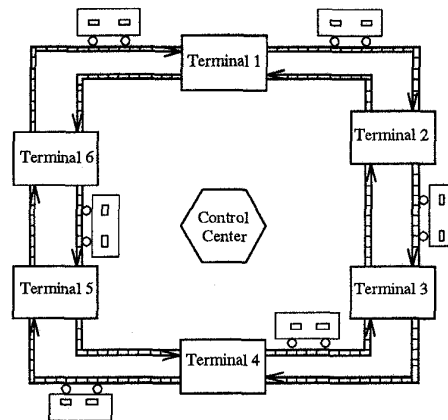 Terminal 1
Terminal 2
Terminal 6
Control
Center
Terminal 5
Terminal 3
Terminal 4